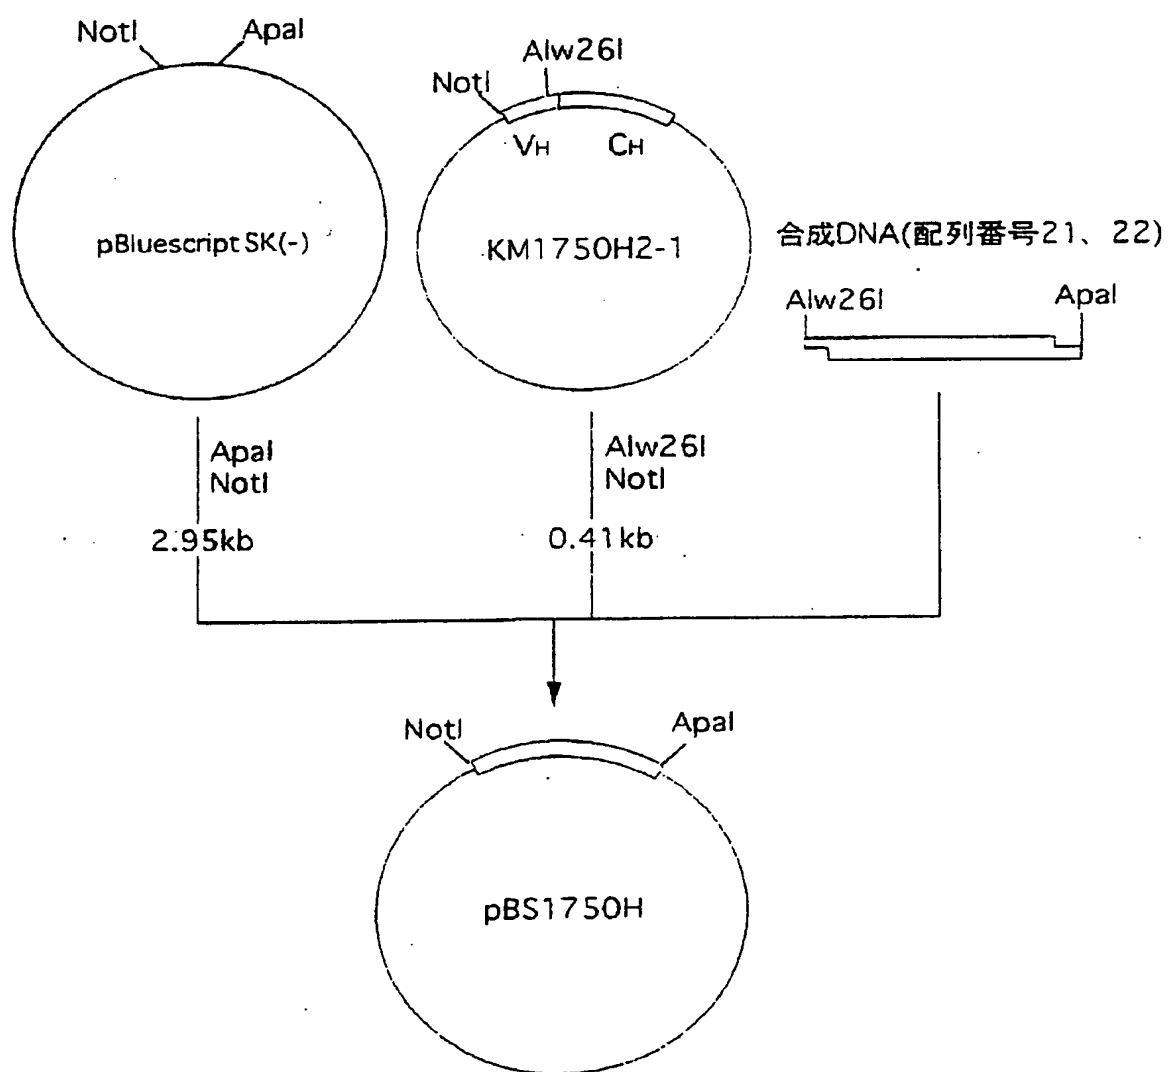 NotI
ApaI
pBluescript SK(-)
NotI
Alw26I
VH
CH
KM1750H2-1
合成DNA(配列番号21、22)
Alw26I
ApaI
ApaI
NotI
2.95kb
Alw26I
NotI
0.41kb
NotI
ApaI
pBS1750H